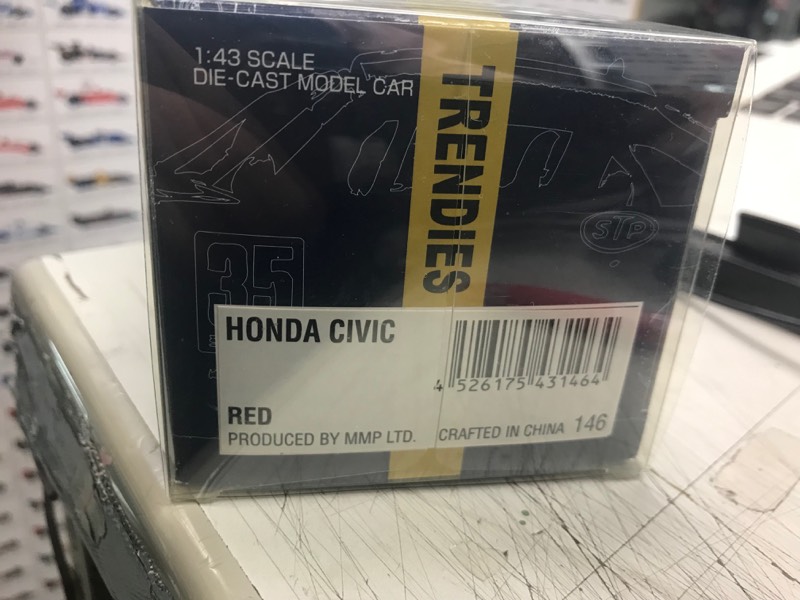 1:43 SCALE
DIE-CAST MODEL CAR
TRENDIES
35
STP
HONDA CIVIC
4 526175 431464
RED
PRODUCED BY MMP LTD. CRAFTED IN CHINA 146